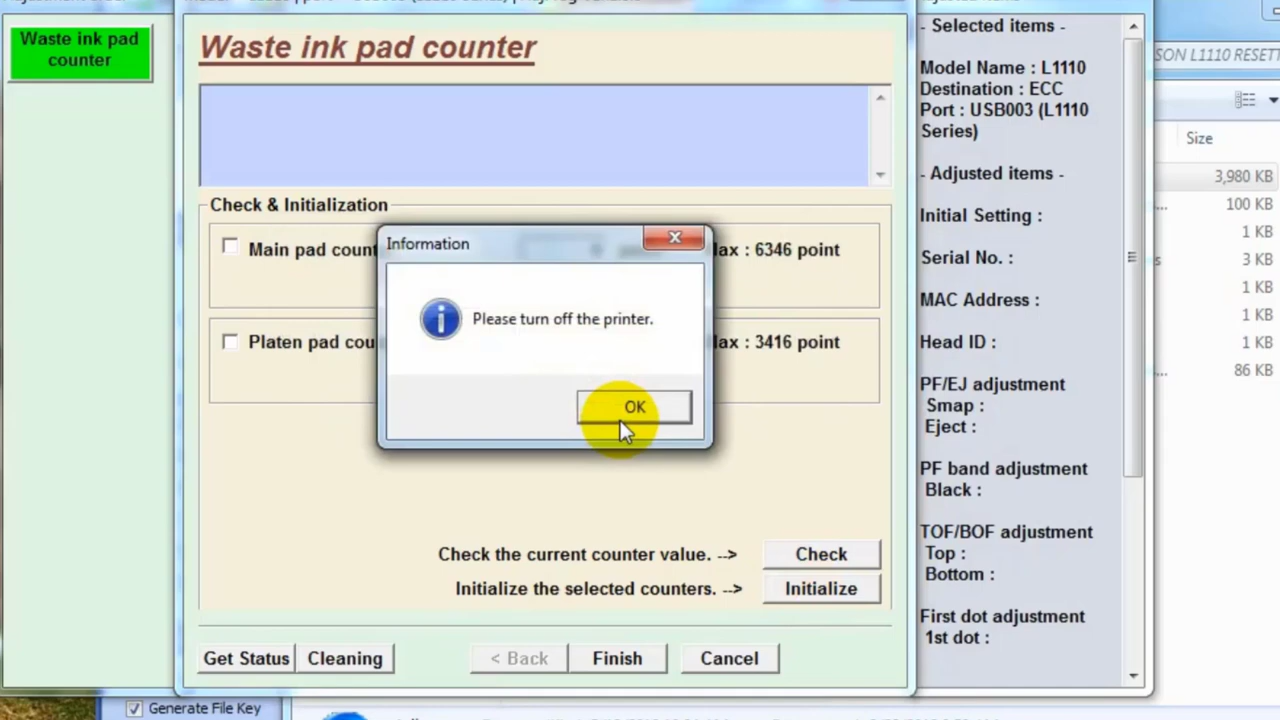 Waste ink pad
counter
Waste ink pad counter
Check & Initialization
Main pad count
Max : 6346 point
Platen pad cou
Max : 3416 point
Information
Please turn off the printer.
OK
Check the current counter value. -->
Check
Initialize the selected counters. -->
Initialize
Get Status
Cleaning
< Back
Finish
Cancel
- Selected items -
Model Name : L1110
Destination : ECC
Port : USB003 (L1110
Series)
- Adjusted items -
Initial Setting :
Serial No. :
MAC Address :
Head ID :
PF/EJ adjustment
Smap :
Eject :
PF band adjustment
Black :
TOF/BOF adjustment
Top :
Bottom :
First dot adjustment
1st dot :
SON L1110 RESETT
Size
3,980 KB
... 100 KB
1 KB
s 3 KB
1 KB
1 KB
1 KB
... 86 KB
Generate File Key